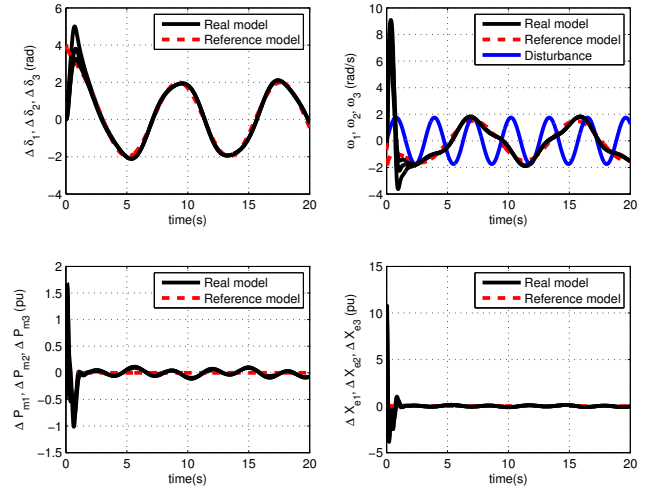 6
4
2
0
−2
−4
0
5
10
15
20
time(s)
Δ δ1, Δ δ2, Δ δ3 (rad)
Real model
Reference model
10
8
6
4
2
0
−2
−4
0
5
10
15
20
time(s)
ω1, ω2, ω3 (rad/s)
Real model
Reference model
Disturbance
2
1.5
1
0.5
0
−0.5
−1
−1.5
0
5
10
15
20
time(s)
Δ Pm1, Δ Pm2, Δ Pm3 (pu)
Real model
Reference model
15
10
5
0
−5
0
5
10
15
20
time(s)
Δ Xe1, Δ Xe2, Δ Xe3 (pu)
Real model
Reference model